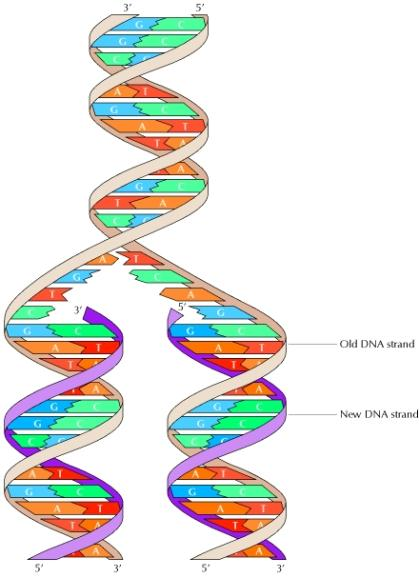 3′ 5′
G C
G C
C G
A T
G C
A T
T A
A
G C
T A
C G
A T
G C
T A
C G
3′ 5′
G C G C
A T A T
T A T A
T A T A
G C G C
G C G C
C G C G
A T A T
G C G C
T A T A
A A
5′ 3′ 5′ 3′
Old DNA strand
New DNA strand